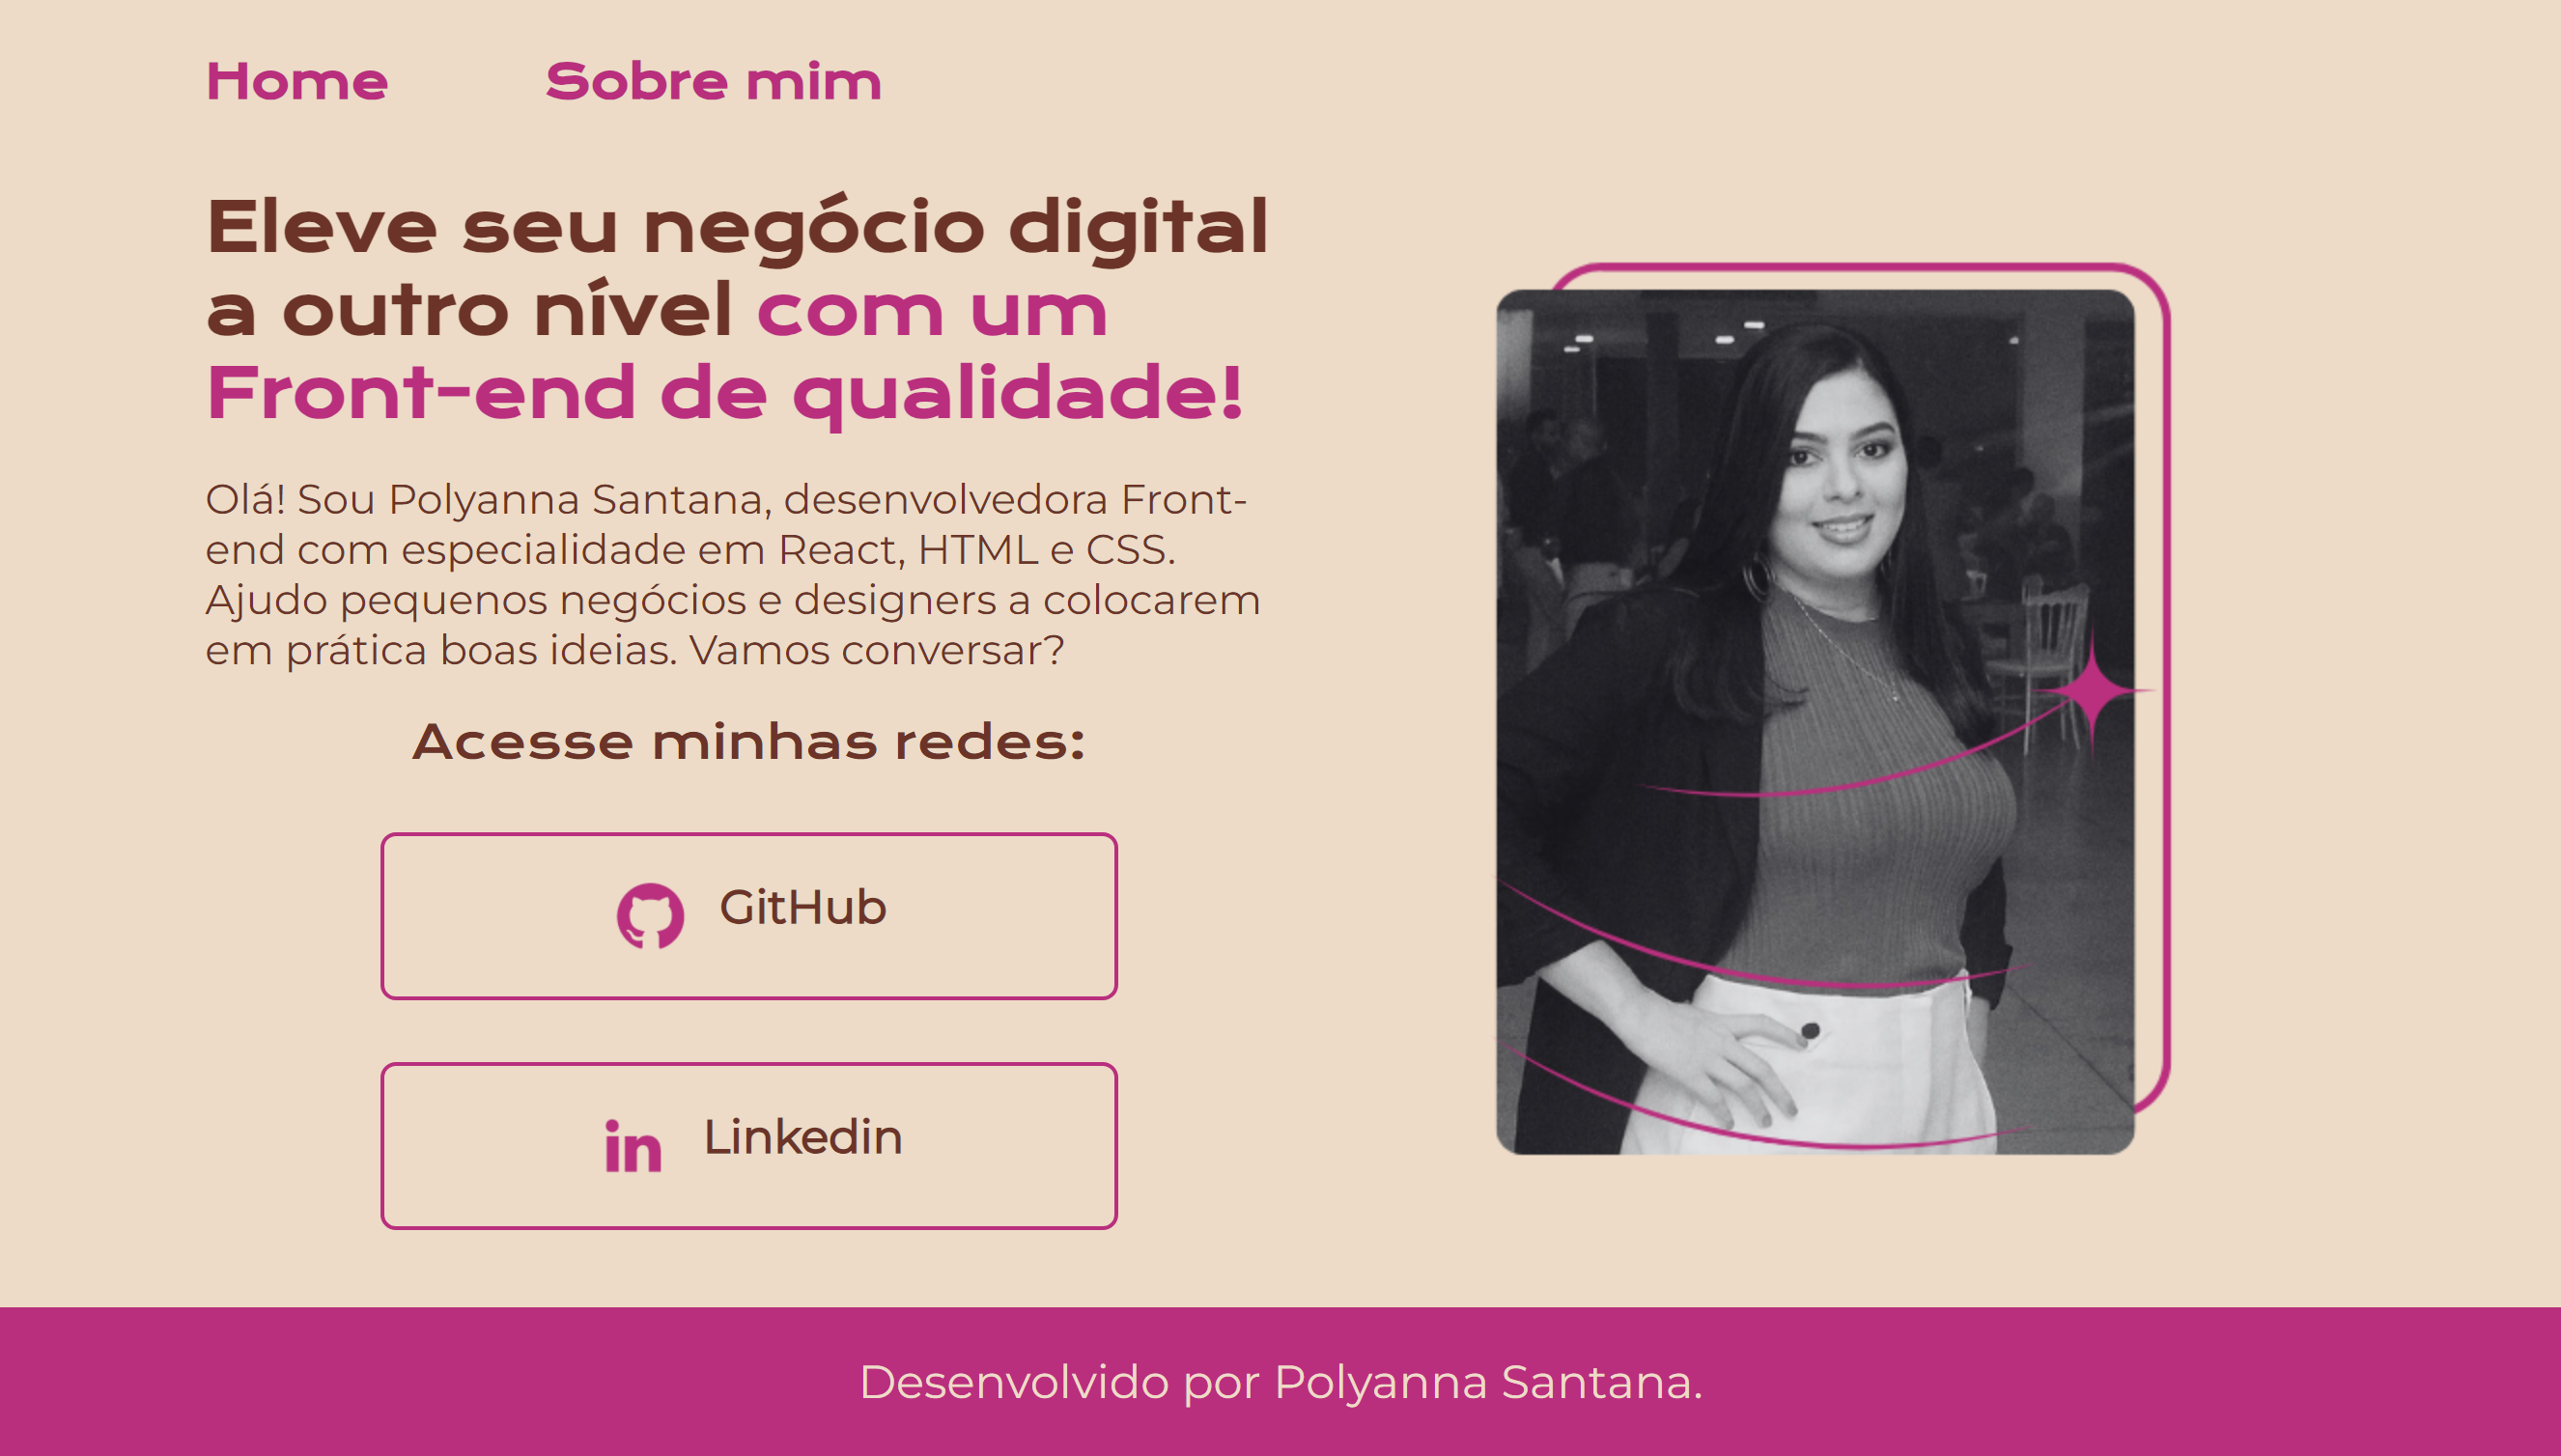 Home Sobre mim
Eleve seu negócio digital
a outro nível com um
Front-end de qualidade!
Olá! Sou Polyanna Santana, desenvolvedora Front-
end com especialidade em React, HTML e CSS.
Ajudo pequenos negócios e designers a colocarem
em prática boas ideias. Vamos conversar?
Acesse minhas redes:
GitHub
in Linkedin
Desenvolvido por Polyanna Santana.